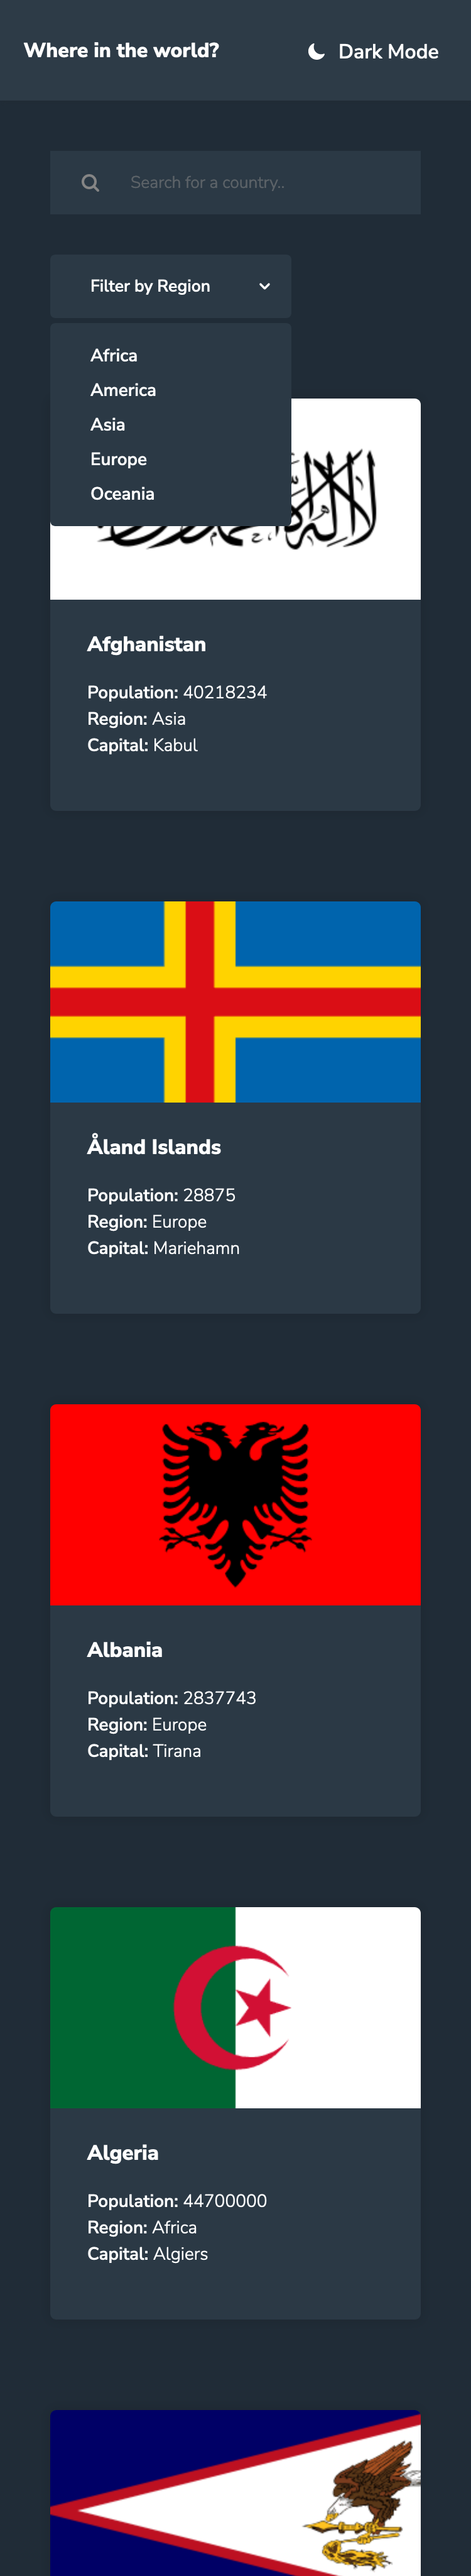 Where in the world?
Dark Mode
Search for a country..
Filter by Region
Africa
America
Asia
Europe
Oceania
Afghanistan
Population: 40218234
Region: Asia
Capital: Kabul
Åland Islands
Population: 28875
Region: Europe
Capital: Mariehamn
Albania
Population: 2837743
Region: Europe
Capital: Tirana
Algeria
Population: 44700000
Region: Africa
Capital: Algiers